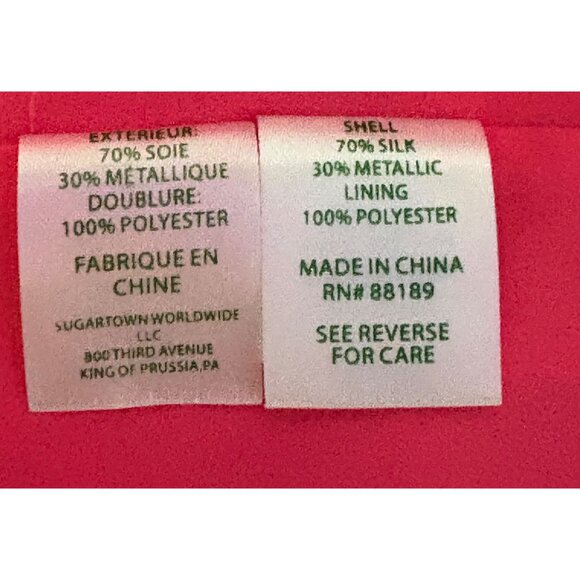 EXTERIEUR:
70% SOIE
30% MÉTALLIQUE
DOUBLURE:
100% POLYESTER
FABRIQUE EN
CHINE
SUGARTOWN WORLDWIDE
LLC
800 THIRD AVENUE
KING OF PRUSSIA, PA
SHELL
70% SILK
30% METALLIC
LINING
100% POLYESTER
MADE IN CHINA
RN# 88189
SEE REVERSE
FOR CARE